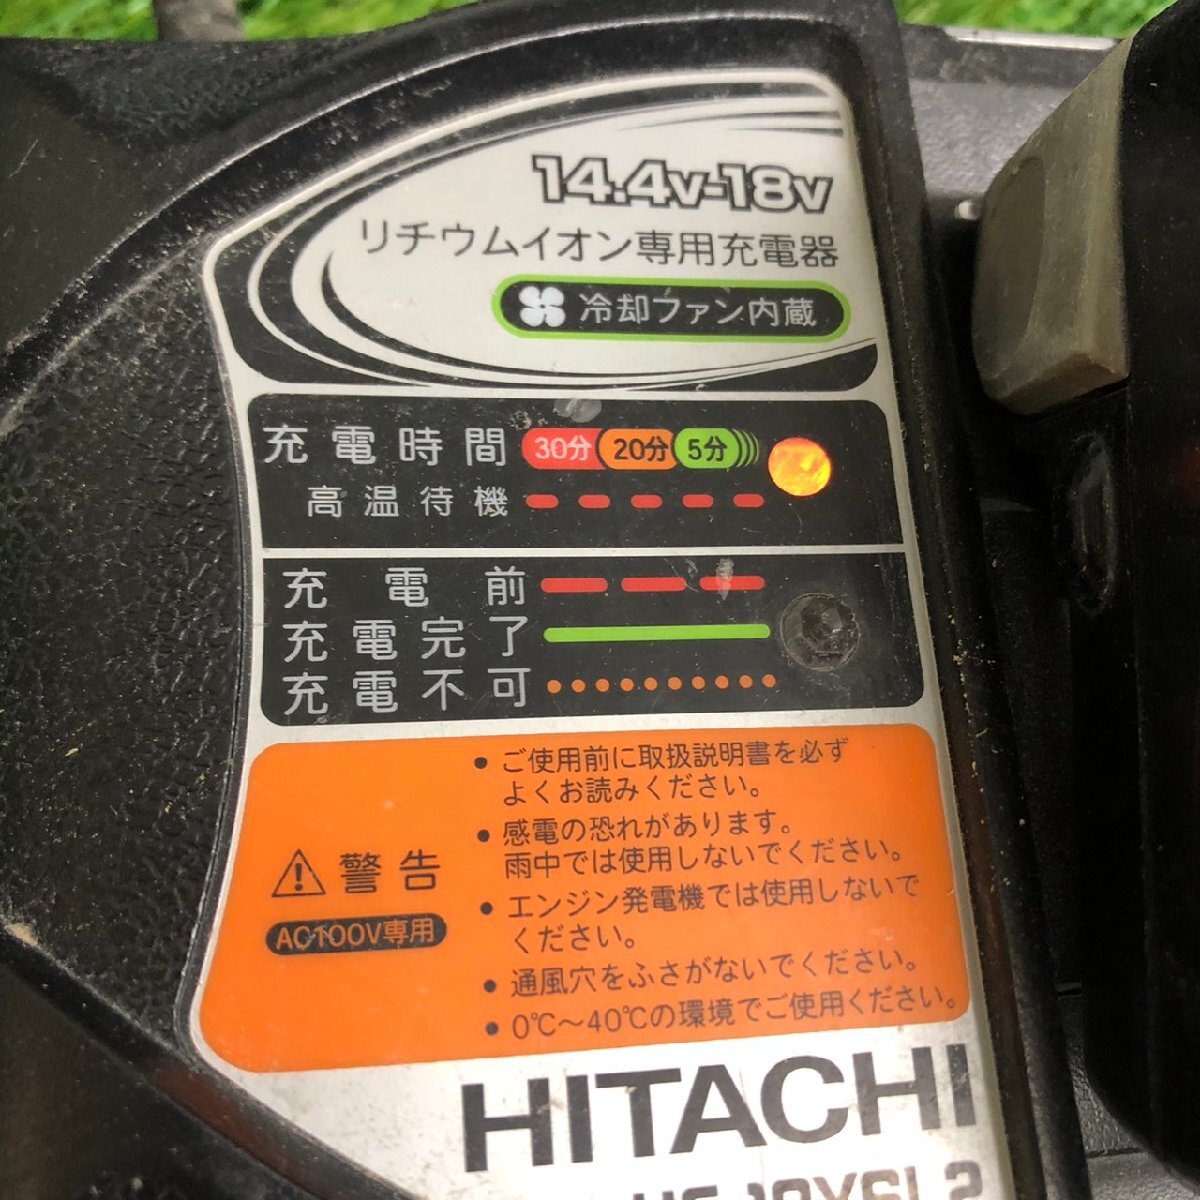 14.4V-18V
リチウムイオン専用充電器
冷却ファン内蔵
充電時間 30分 20分 5分
高温待機
充電前
充電完了
充電不可
警告
AC100V専用
・ご使用前に取扱説明書を必ず
よくお読みください。
・感電の恐れがあります。
雨中では使用しないでください。
・エンジン発電機では使用しないで
ください。
・通風穴をふさがないでください。
・0℃～40℃の環境でご使用ください。
HITACHI